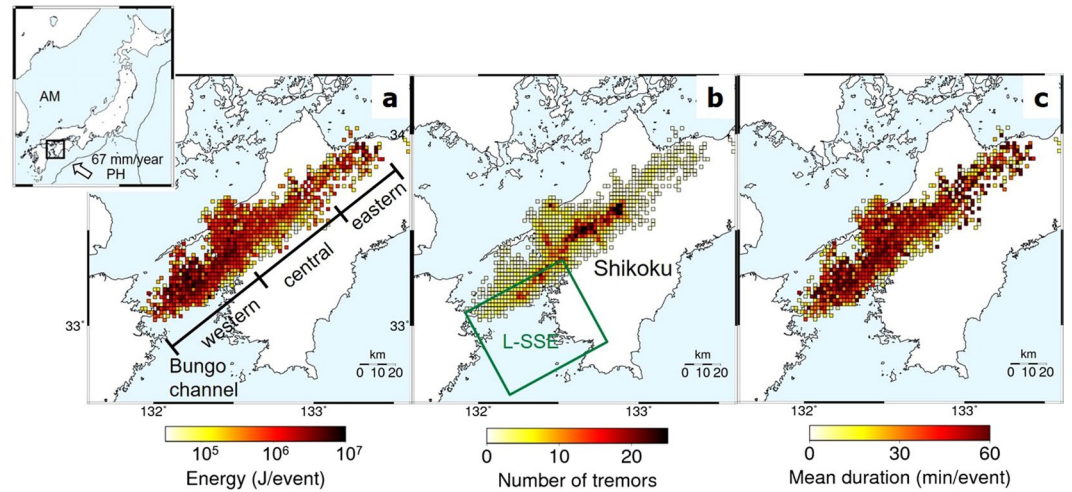 AM
67 mm/year
PH
a
34
eastern
central
western
Bungo
channel
33°
km
0 10 20
132°
133°
10⁵ 10⁶ 10⁷
Energy (J/event)
b
Shikoku
L-SSE
km
0 10 20
132°
133°
0 10 20
Number of tremors
c
km
0 10 20
132°
133°
0 30 60
Mean duration (min/event)